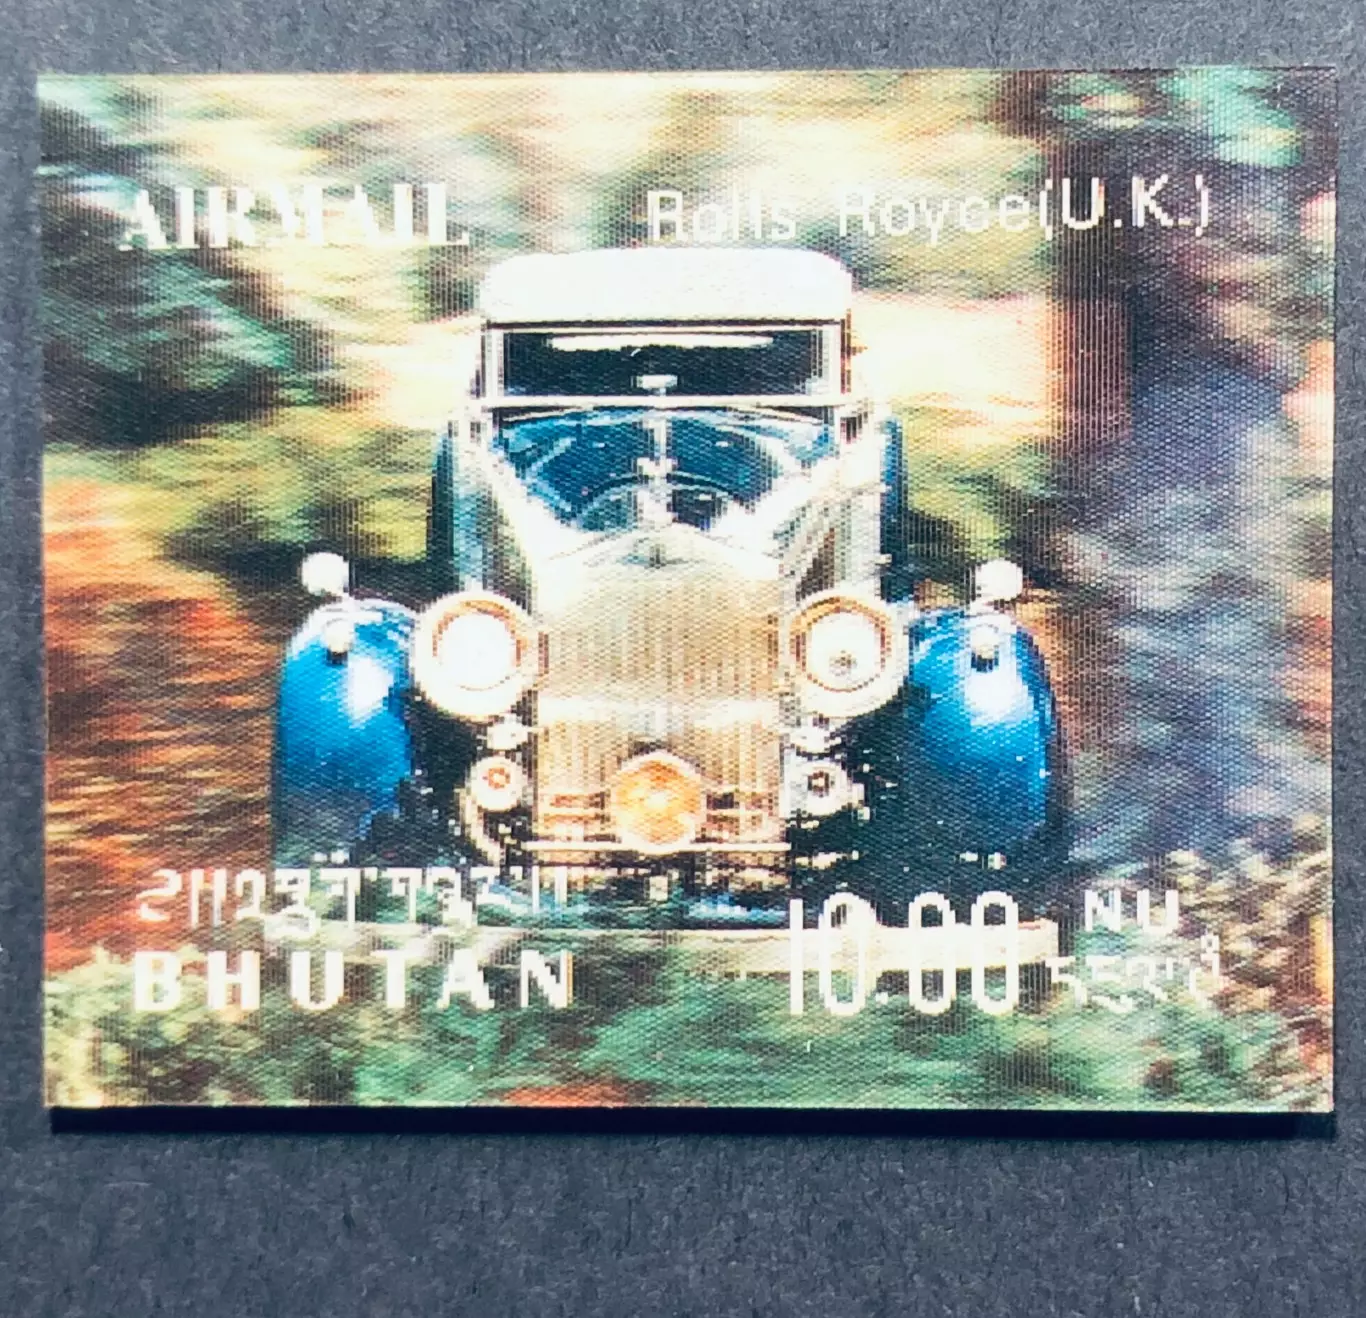 AIRMAIL
Rolls Royce(U.K.)
BHUTAN
10.00 NU.